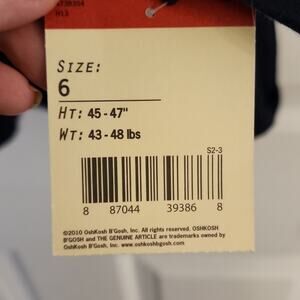 H13
SIZE:
6
HT: 45 - 47"
WT: 43 - 48 lbs
S2-3
8 87044 39386 8
©2010 OshKosh B'Gosh, Inc. All rights reserved. OSHKOSH
B'GOSH and THE GENUINE ARTICLE are trademarks owned by
OshKosh B'Gosh, Inc. www.oshkoshbgosh.com